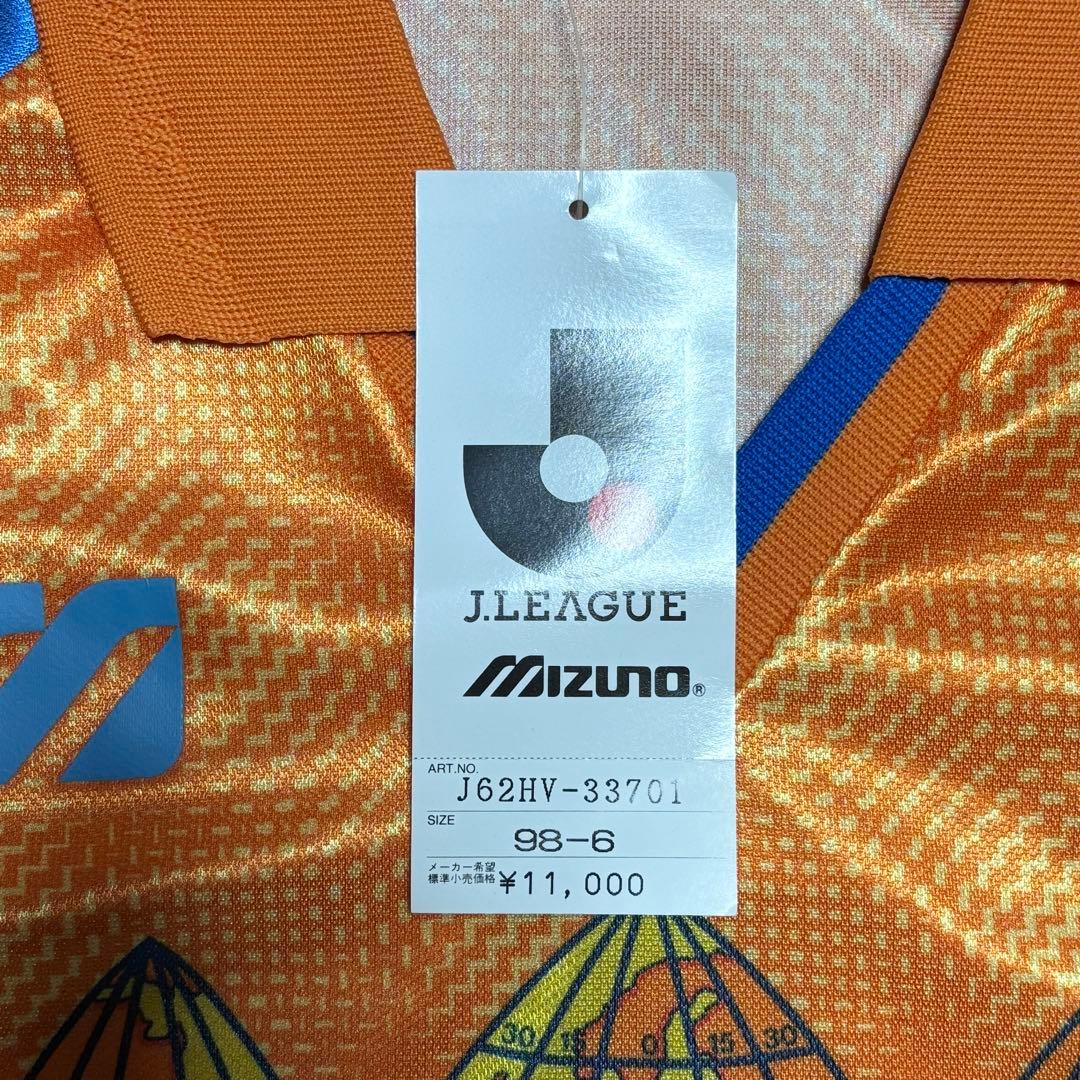 J.LEAGUE
MIZUNO®
ART.NO.
J62HV-33701
SIZE
98-6
メーカー希望
標準小売価格 ¥11,000
30 15 0 15 30